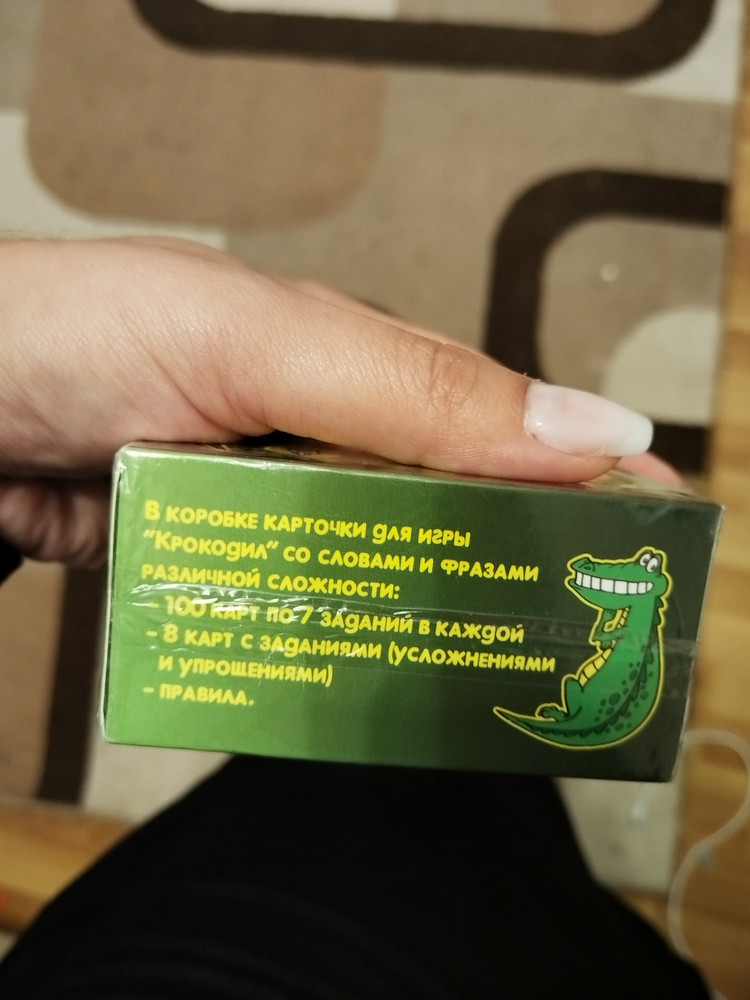 В коробке карточки для игры
"Крокодил" со словами и фразами
различной сложности:
– 100 карт по 7 заданий в каждой
– 8 карт с заданиями (усложнениями
и упрощениями)
– правила.